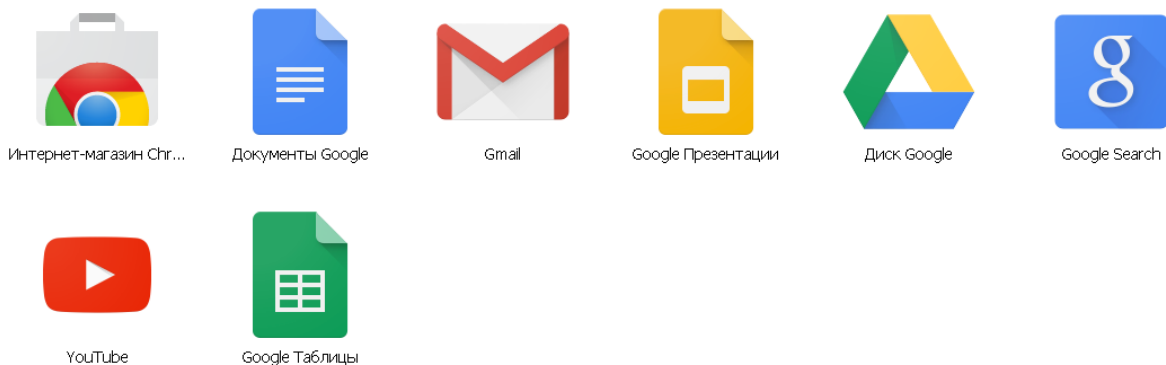 Интернет-магазин Chr...
Документы Google
Gmail
Google Презентации
Диск Google
Google Search
YouTube
Google Таблицы